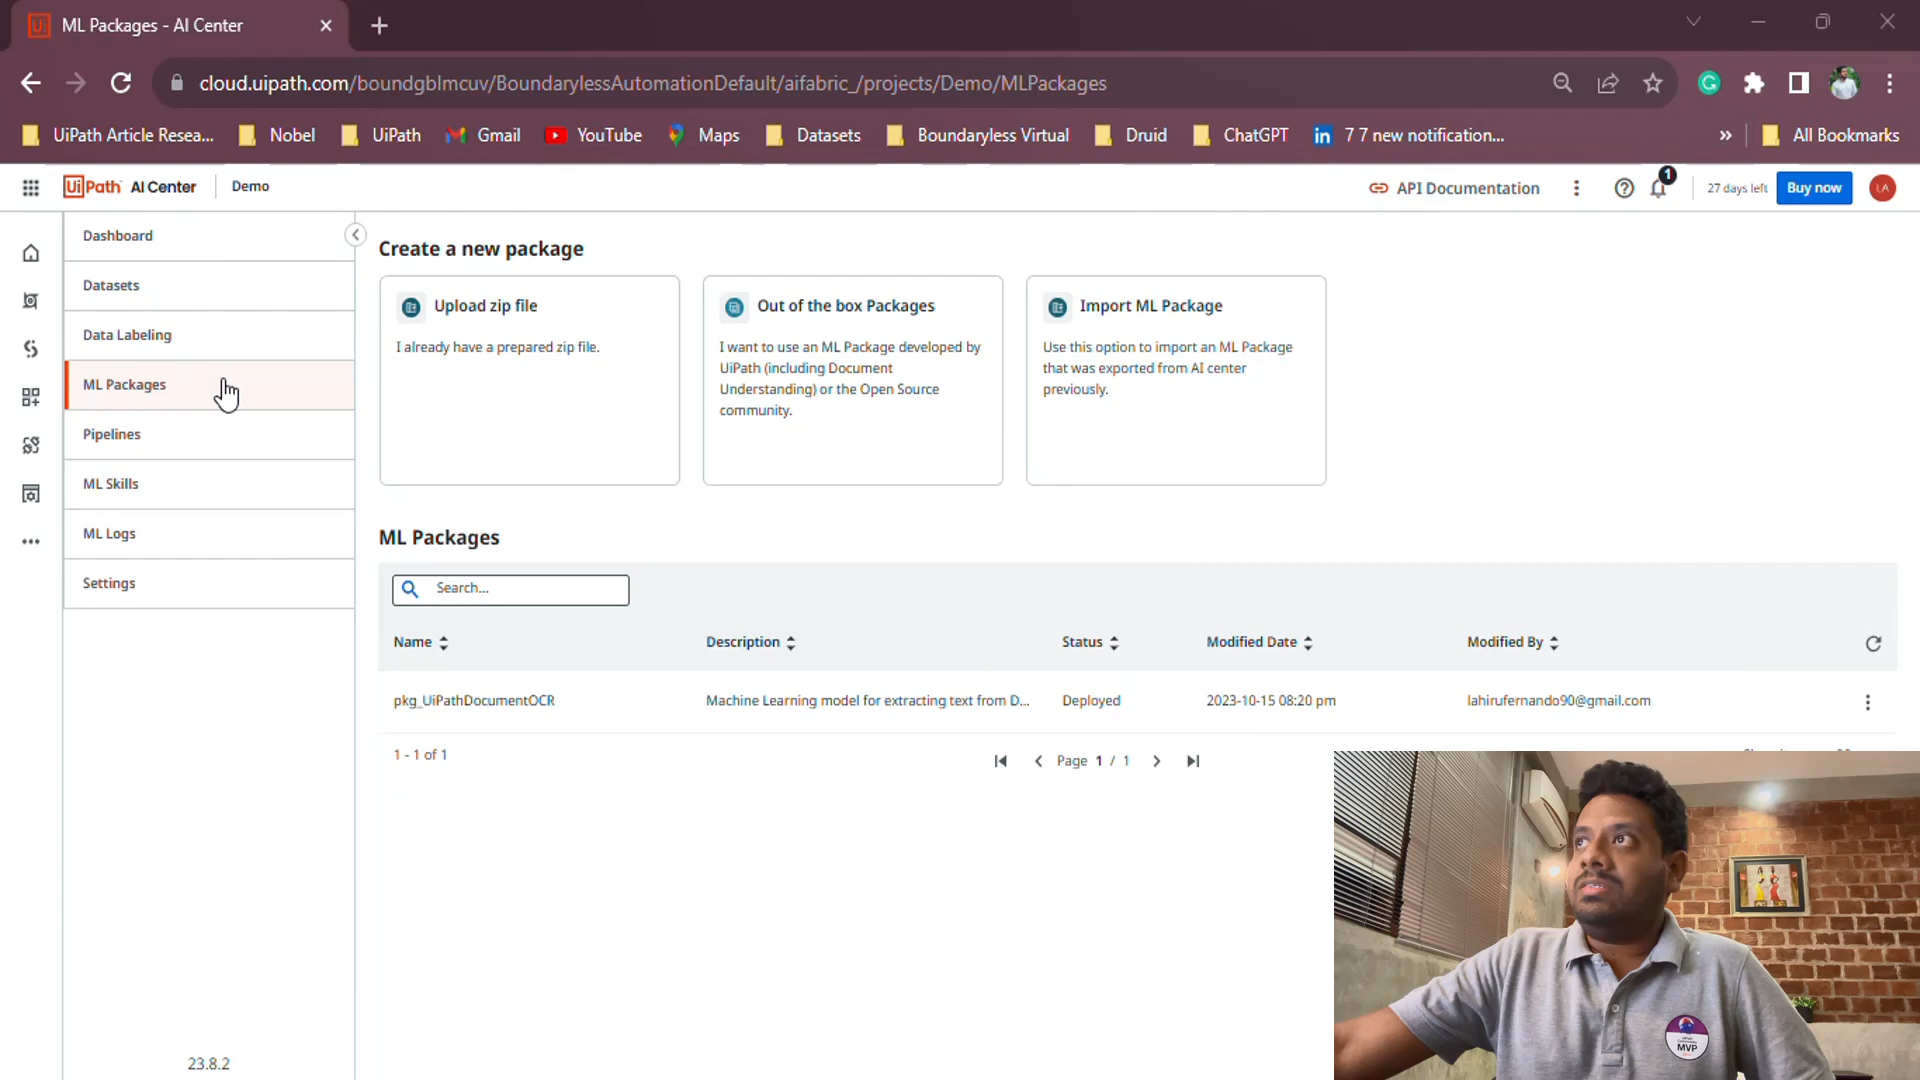 ML Packages - AI Center
cloud.uipath.com/boundgblmcuv/BoundarylessAutomationDefault/aifabric_/projects/Demo/MLPackages
UiPath Article Resea... Nobel UiPath Gmail YouTube Maps Datasets Boundaryless Virtual Druid ChatGPT 7 7 new notification... » All Bookmarks
UiPath AI Center Demo API Documentation 1 27 days left Buy now LA
Dashboard
Datasets
Data Labeling
ML Packages
Pipelines
ML Skills
ML Logs
Settings
23.8.2
Create a new package
Upload zip file
I already have a prepared zip file.
Out of the box Packages
I want to use an ML Package developed by
UiPath (including Document
Understanding) or the Open Source
community.
Import ML Package
Use this option to import an ML Package
that was exported from AI center
previously.
ML Packages
Search...
Name Description Status Modified Date Modified By
pkg_UiPathDocumentOCR Machine Learning model for extracting text from D... Deployed 2023-10-15 08:20 pm lahirufernando90@gmail.com
1 - 1 of 1 Page 1 / 1
MVP